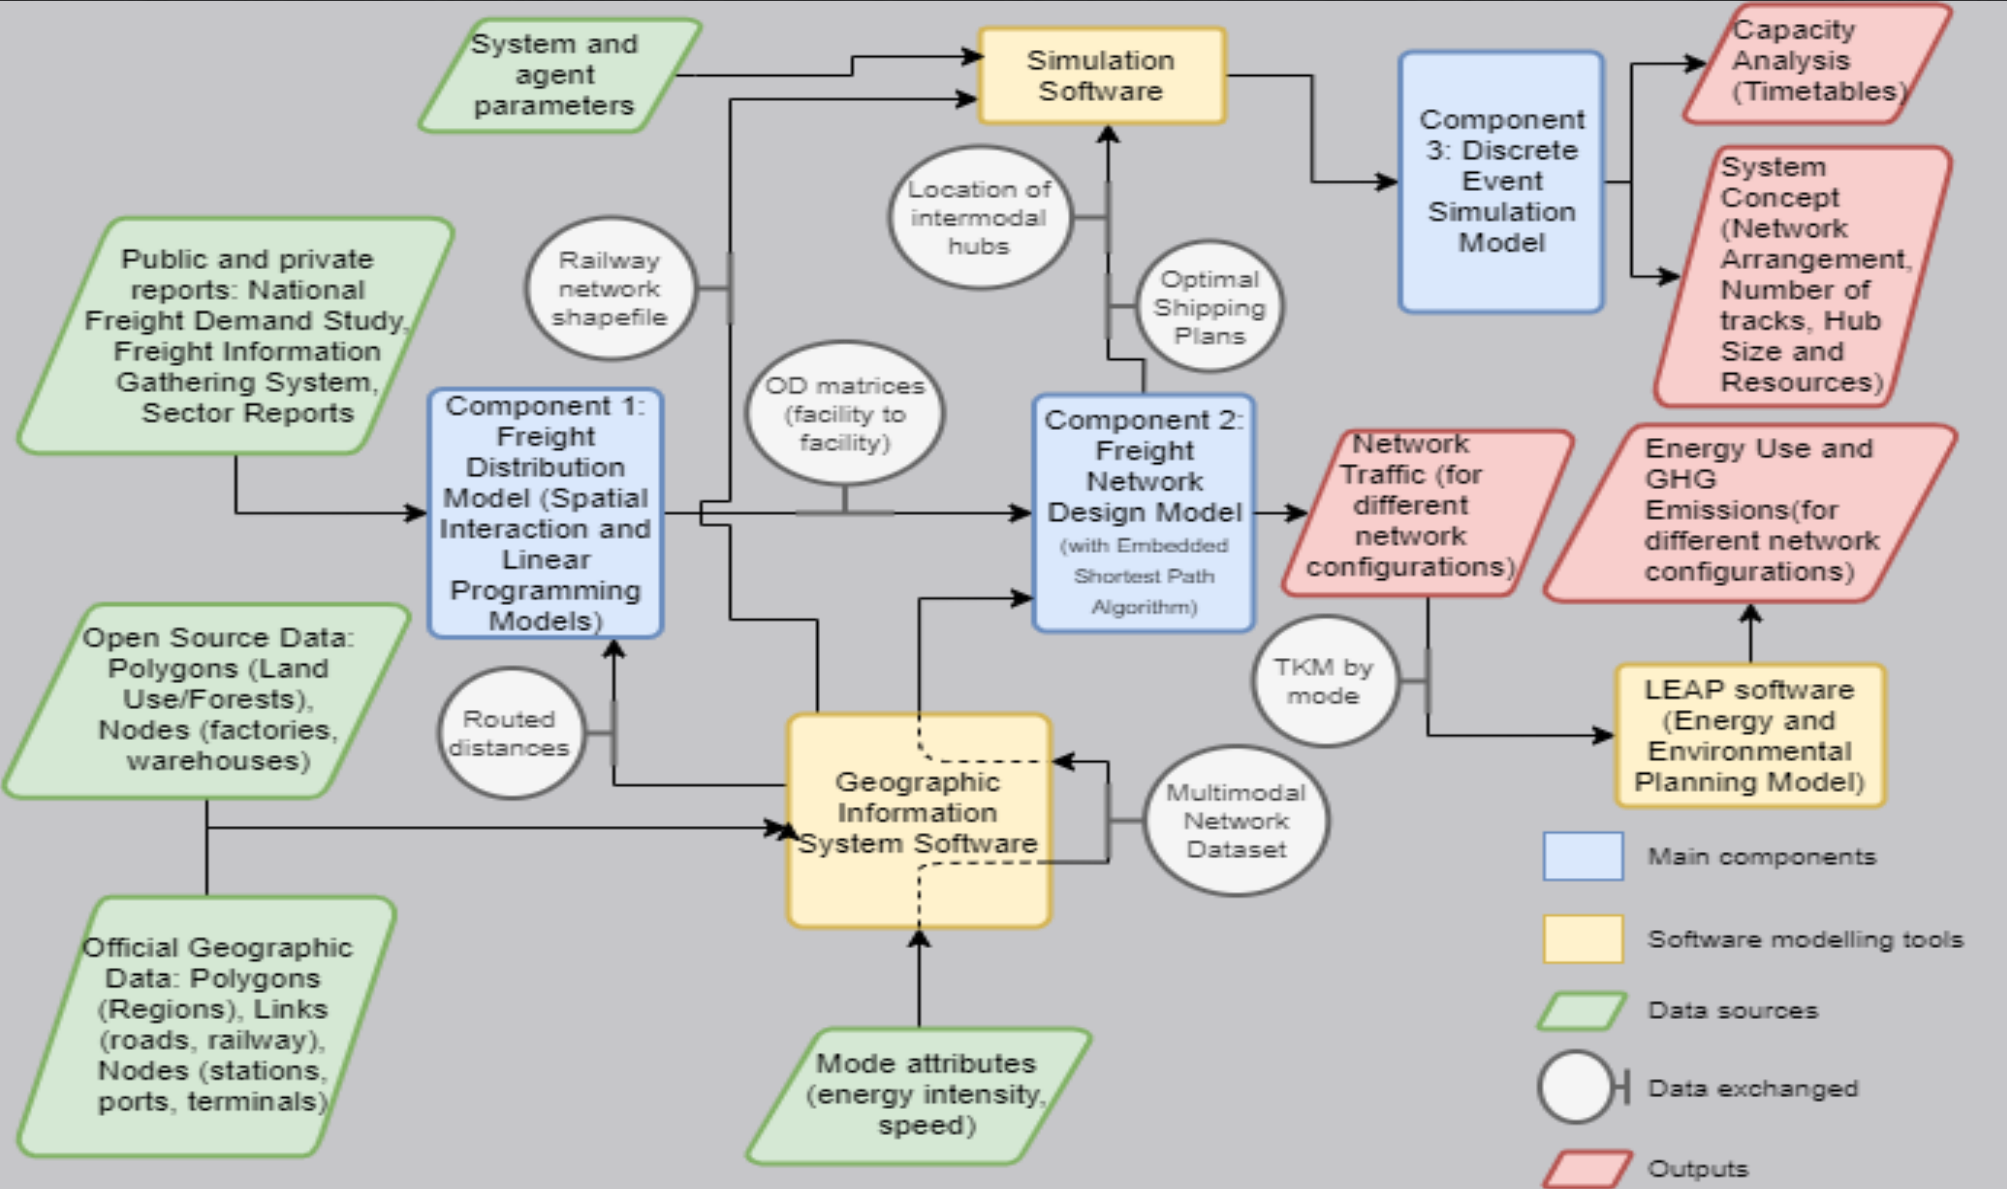 System and
agent
parameters
Simulation
Software
Capacity
Analysis
(Timetables)
Component
3: Discrete
Event
Simulation
Model
System
Concept
(Network
Arrangement,
Number of
tracks, Hub
Size and
Resources)
Location of
intermodal
hubs
Railway
network
shapefile
Optimal
Shipping
Plans
Public and private
reports: National
Freight Demand Study,
Freight Information
Gathering System,
Sector Reports
OD matrices
(facility to
facility)
Component 1:
Freight
Distribution
Model (Spatial
Interaction and
Linear
Programming
Models)
Component 2:
Freight
Network
Design Model
(with Embedded
Shortest Path
Algorithm)
Network
Traffic (for
different
network
configurations)
Energy Use and
GHG
Emissions(for
different network
configurations)
Open Source Data:
Polygons (Land
Use/Forests),
Nodes (factories,
warehouses)
Routed
distances
TKM by
mode
LEAP software
(Energy and
Environmental
Planning Model)
Geographic
Information
System Software
Multimodal
Network
Dataset
Official Geographic
Data: Polygons
(Regions), Links
(roads, railway),
Nodes (stations,
ports, terminals)
Mode attributes
(energy intensity,
speed)
Main components
Software modelling tools
Data sources
Data exchanged
Outputs